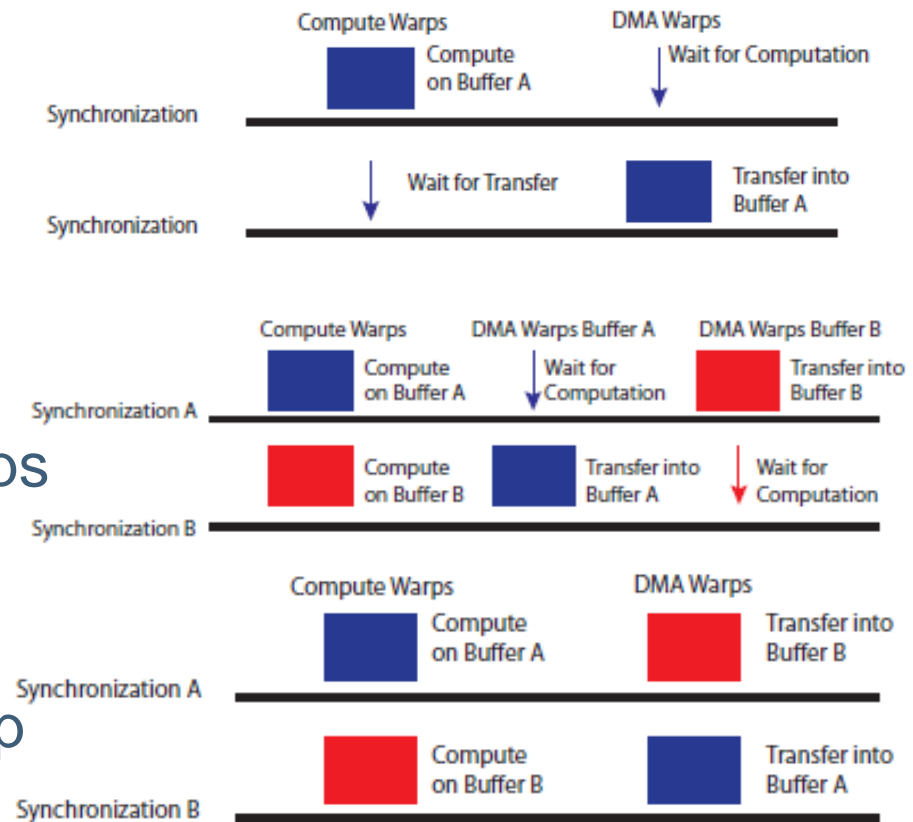 Compute Warps
DMA Warps
Compute
on Buffer A
Wait for Computation
Synchronization
Wait for Transfer
Transfer into
Buffer A
Synchronization
Compute Warps
DMA Warps Buffer A
DMA Warps Buffer B
Compute
on Buffer A
Wait for
Computation
Transfer into
Buffer B
Synchronization A
ps
Compute
on Buffer B
Transfer into
Buffer A
Wait for
Computation
Synchronization B
Compute Warps
DMA Warps
Compute
on Buffer A
Transfer into
Buffer B
Synchronization A
p
Compute
on Buffer B
Transfer into
Buffer A
Synchronization B